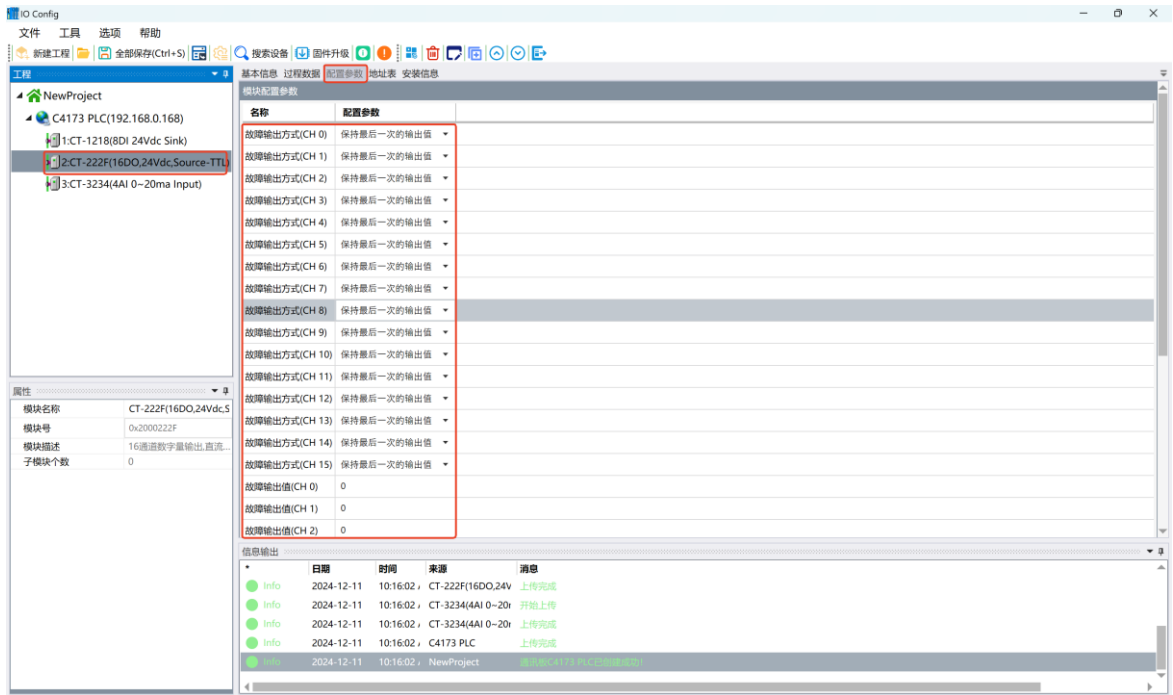 IO Config
文件 工具 选项 帮助
新建工程 全部保存(Ctrl+S) 搜索设备 固件升级
工程
NewProject
C4173 PLC(192.168.0.168)
1:CT-1218(8DI 24Vdc Sink)
2:CT-222F(16DO,24Vdc,Source-TTL)
3:CT-3234(4AI 0~20ma Input)
属性
模块名称 CT-222F(16DO,24Vdc,S
模块号 0x2000222F
模块描述 16通道数字量输出,直流...
子模块个数 0
基本信息 过程数据 配置参数 地址表 安装信息
模块配置参数
名称 配置参数
故障输出方式(CH 0) 保持最后一次的输出值
故障输出方式(CH 1) 保持最后一次的输出值
故障输出方式(CH 2) 保持最后一次的输出值
故障输出方式(CH 3) 保持最后一次的输出值
故障输出方式(CH 4) 保持最后一次的输出值
故障输出方式(CH 5) 保持最后一次的输出值
故障输出方式(CH 6) 保持最后一次的输出值
故障输出方式(CH 7) 保持最后一次的输出值
故障输出方式(CH 8) 保持最后一次的输出值
故障输出方式(CH 9) 保持最后一次的输出值
故障输出方式(CH 10) 保持最后一次的输出值
故障输出方式(CH 11) 保持最后一次的输出值
故障输出方式(CH 12) 保持最后一次的输出值
故障输出方式(CH 13) 保持最后一次的输出值
故障输出方式(CH 14) 保持最后一次的输出值
故障输出方式(CH 15) 保持最后一次的输出值
故障输出值(CH 0) 0
故障输出值(CH 1) 0
故障输出值(CH 2) 0
信息输出
* 日期 时间 来源 消息
Info 2024-12-11 10:16:02 CT-222F(16DO,24V 上传完成
Info 2024-12-11 10:16:02 CT-3234(4AI 0~20r 开始上传
Info 2024-12-11 10:16:02 CT-3234(4AI 0~20r 上传完成
Info 2024-12-11 10:16:02 C4173 PLC 上传完成
Info 2024-12-11 10:16:02 NewProject 通讯板C4173 PLC已创建成功!